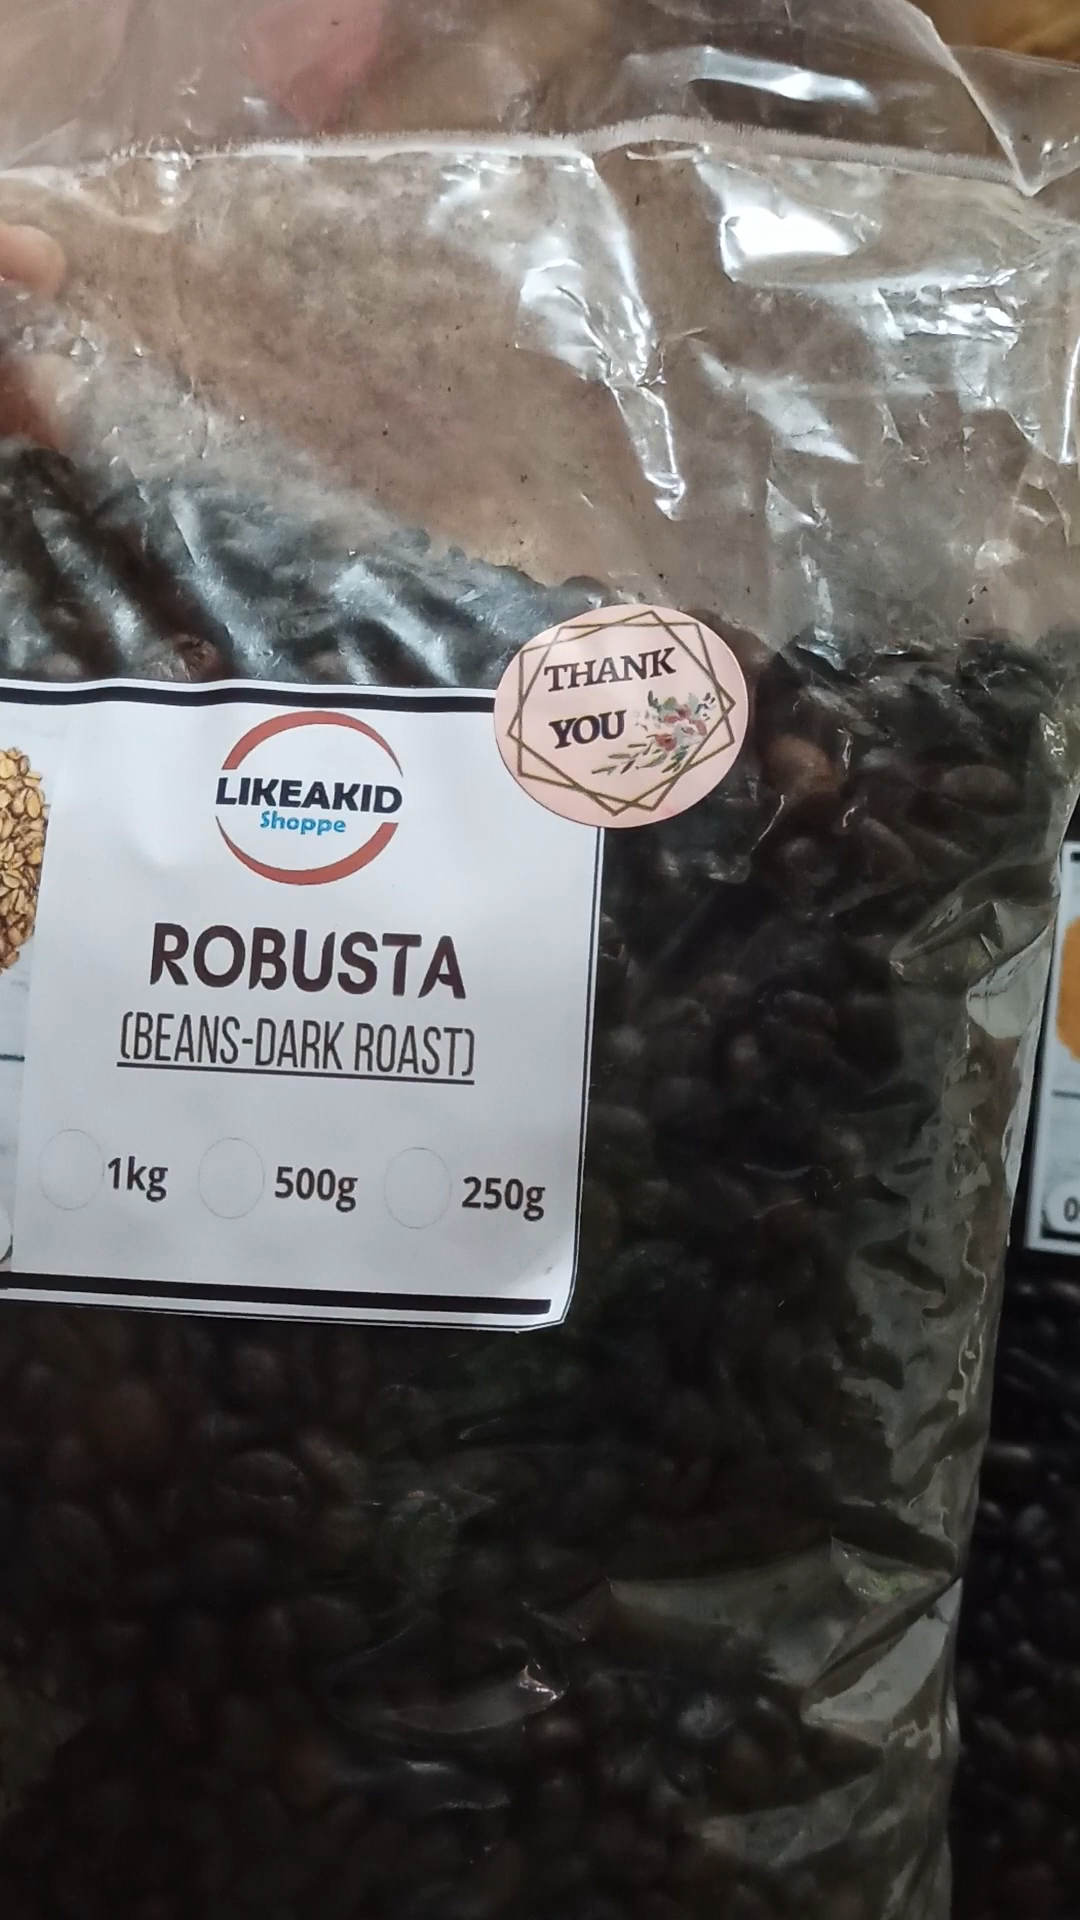 THANK
YOU
LIKEAKID
Shoppe
ROBUSTA
(BEANS-DARK ROAST)
1kg 500g 250g